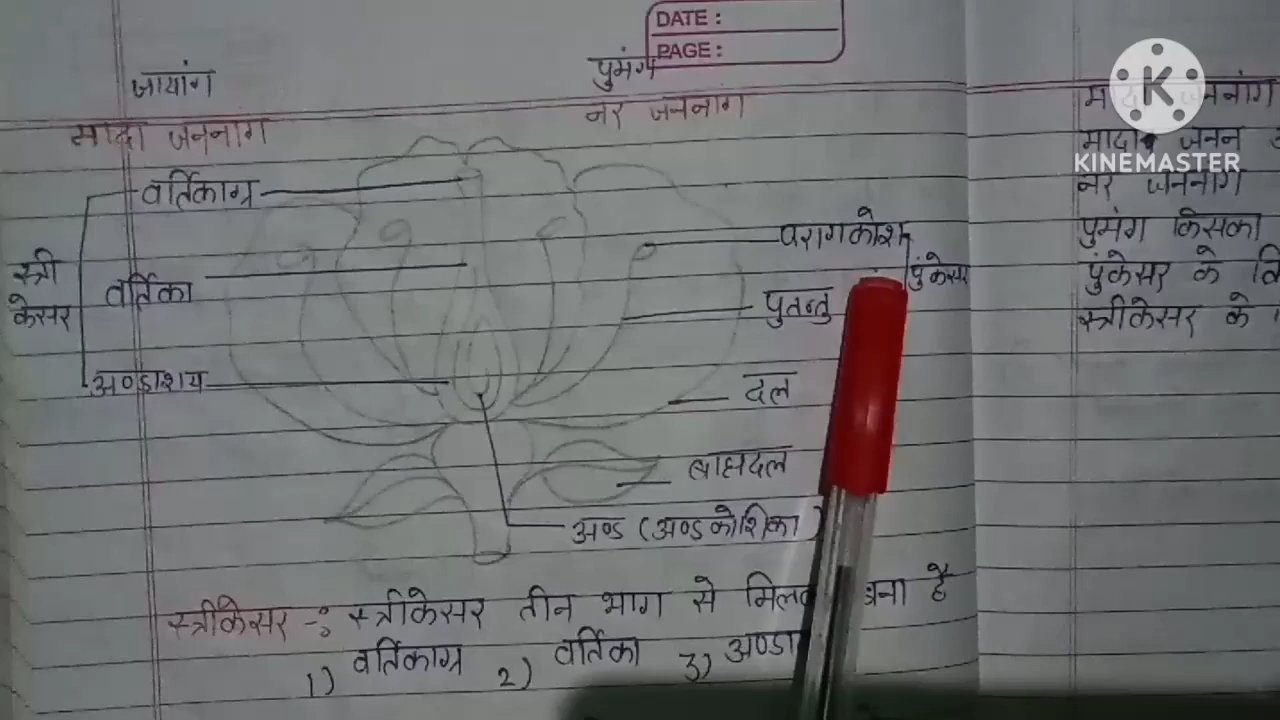 DATE :
PAGE :
जायांग
पुमंग
मादा जननांग
नर जननांग
वर्तिकाग्र
स्त्री
केसर
वर्तिका
अण्डाशय
परागकोश
पुंकेसर
पुतन्तु
दल
बाह्यदल
अण्ड (अण्डकोशिका)
स्त्रीकेसर -: स्त्रीकेसर तीन भाग से बना है
1) वर्तिकाग्र 2) वर्तिका 3)
KINEMASTER
मादा जनन
नर जननांग
पुमंग किसका
पुंकेसर के
स्त्रीकेसर के